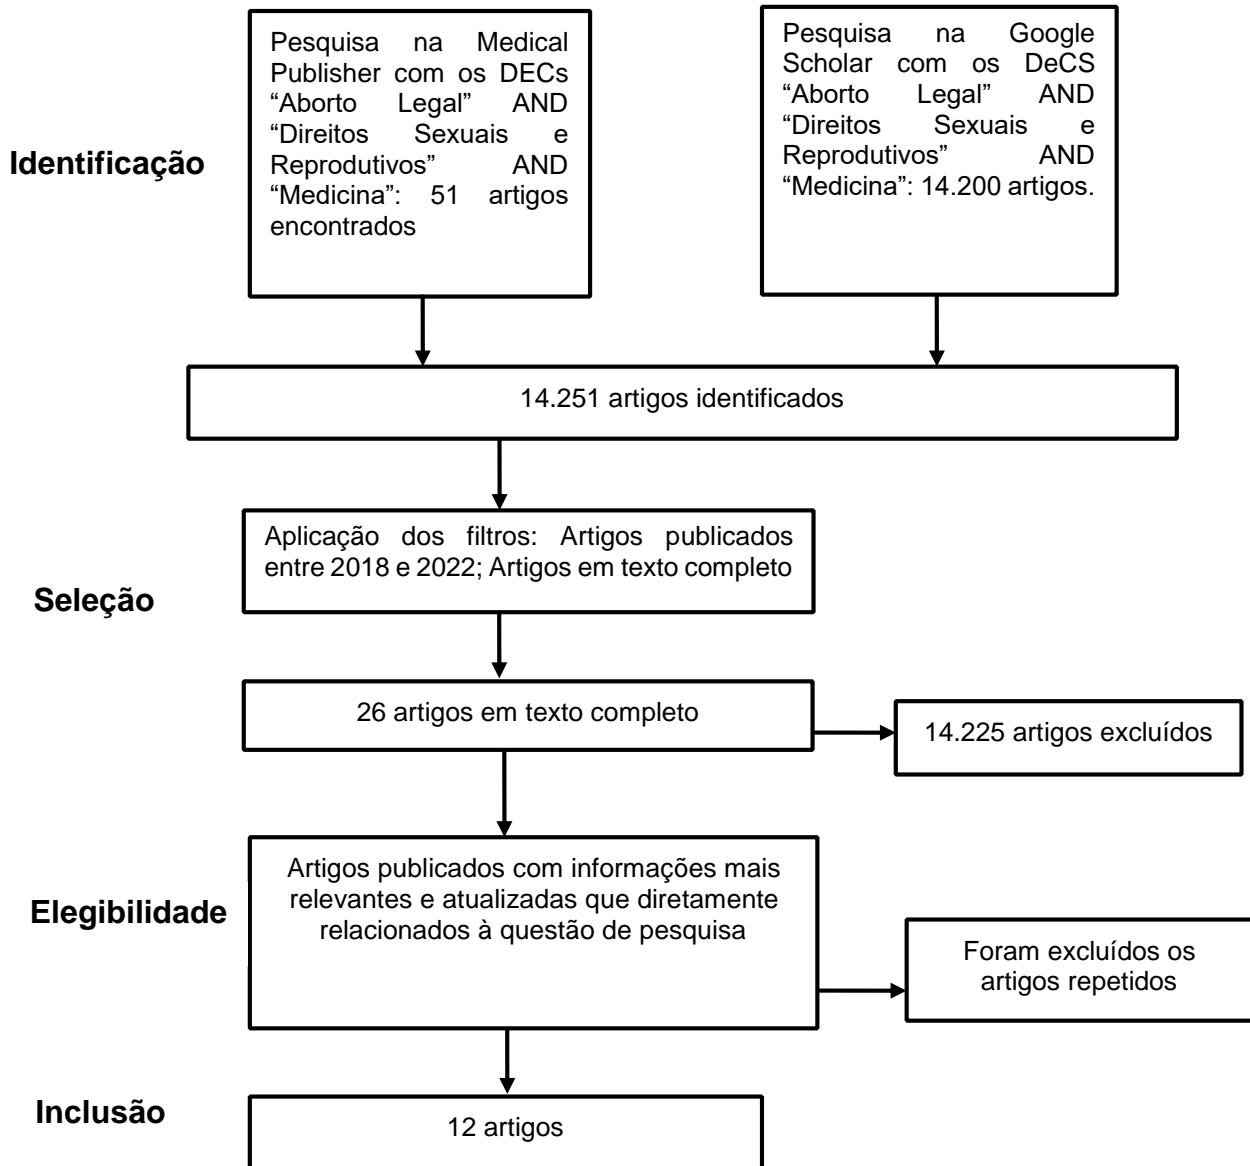 Identificação
Pesquisa na Medical
Publisher com os DECs
“Aborto Legal” AND
“Direitos Sexuais e
Reprodutivos” AND
“Medicina”: 51 artigos
encontrados
Pesquisa na Google
Scholar com os DeCS
“Aborto Legal” AND
“Direitos Sexuais e
Reprodutivos” AND
“Medicina”: 14.200 artigos.
14.251 artigos identificados
Seleção
Aplicação dos filtros: Artigos publicados
entre 2018 e 2022; Artigos em texto completo
26 artigos em texto completo
14.225 artigos excluídos
Elegibilidade
Artigos publicados com informações mais
relevantes e atualizadas que diretamente
relacionados à questão de pesquisa
Foram excluídos os
artigos repetidos
Inclusão
12 artigos